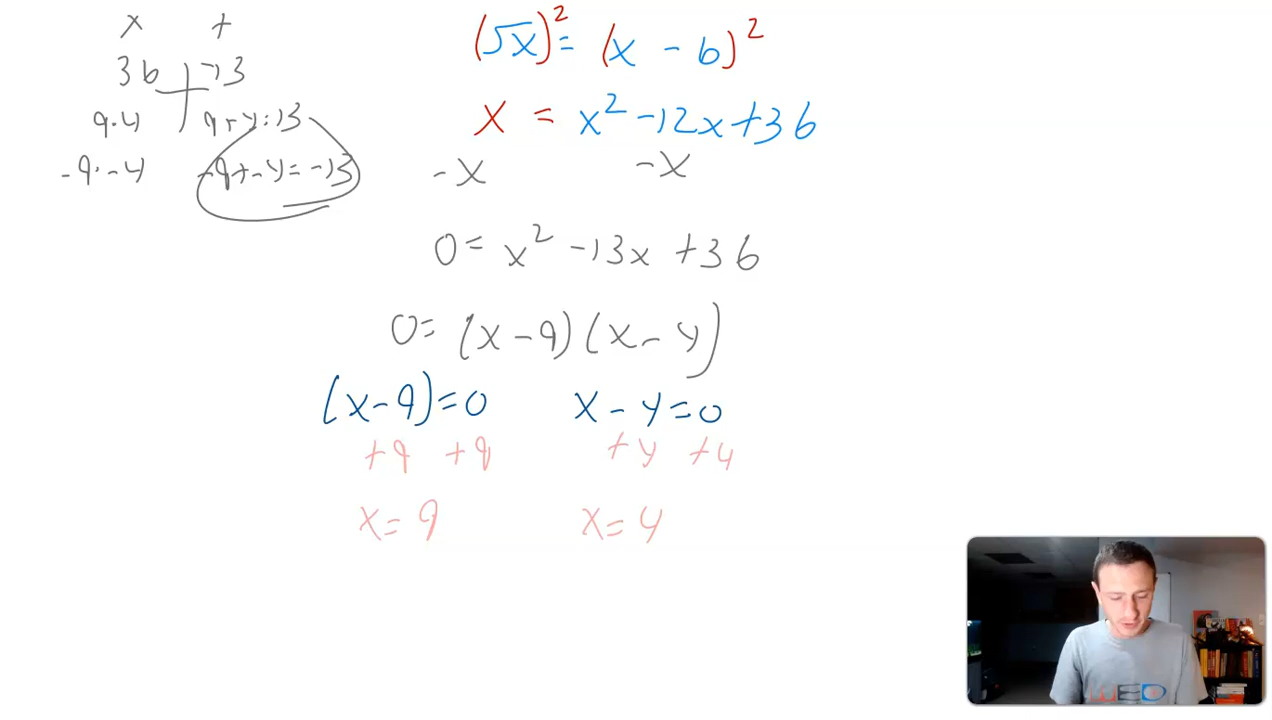 x +
36 -13
9·4 9+4=13
-9·-4 -9+-4=-13
(√x)² = (x - 6)²
x = x² -12x +36
-x -x
0= x² -13x +36
0= (x-9)(x-4)
(x-9)=0 x-4=0
+9 +9 +4 +4
x=9 x=4
WED